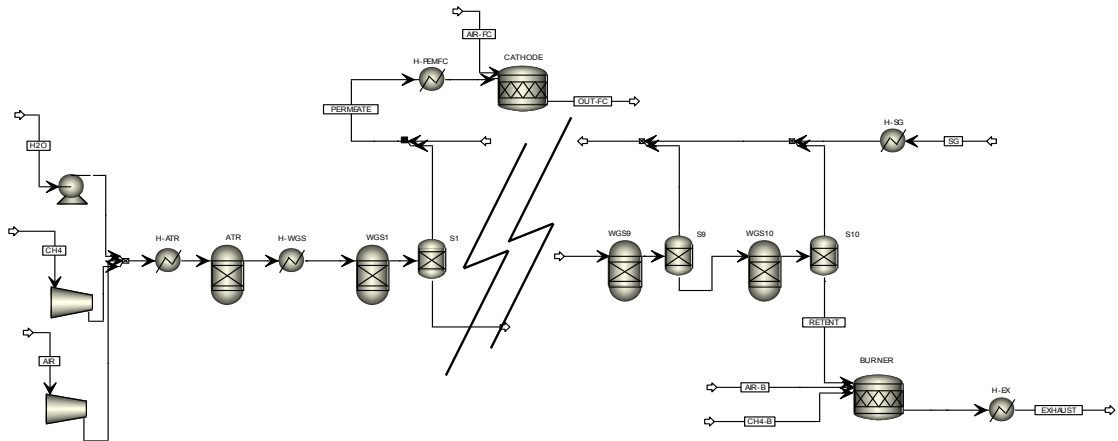 AIR-FC
CATHODE
H-PEMFC
OUT-FC
PERMEATE
H-SG
SG
H2O
CH4
AIR
H-ATR
ATR
H-WGS
WGS1
S1
WGS9
S9
WGS10
S10
RETENT
BURNER
AIR-B
CH4-B
H-EX
EXHAUST